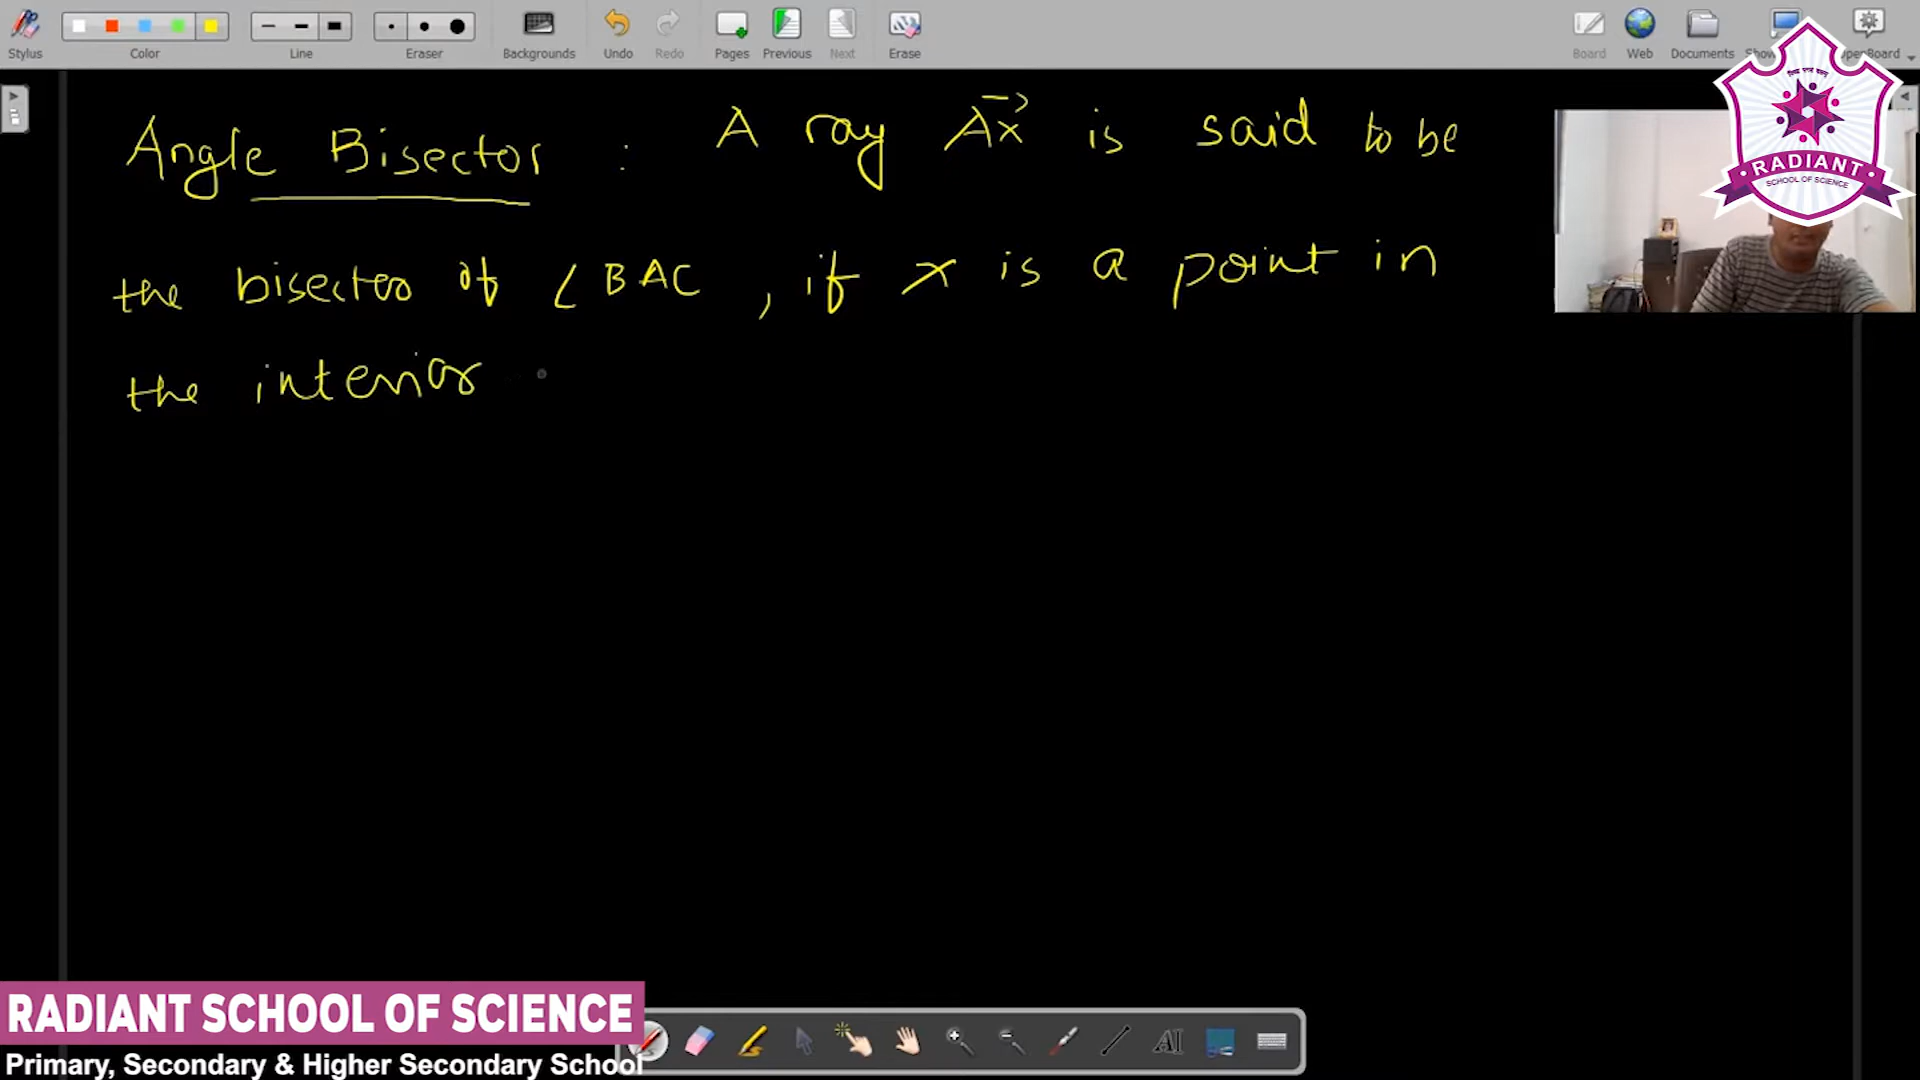 Stylus Color Line Eraser Backgrounds Undo Redo Pages Previous Next Erase Board Web Documents
RADIANT
SCHOOL OF SCIENCE
Angle Bisector : A ray AX⃗ is said to be
the bisector of ∠BAC , if x is a point in
the interior
RADIANT SCHOOL OF SCIENCE
Primary, Secondary & Higher Secondary School
AI